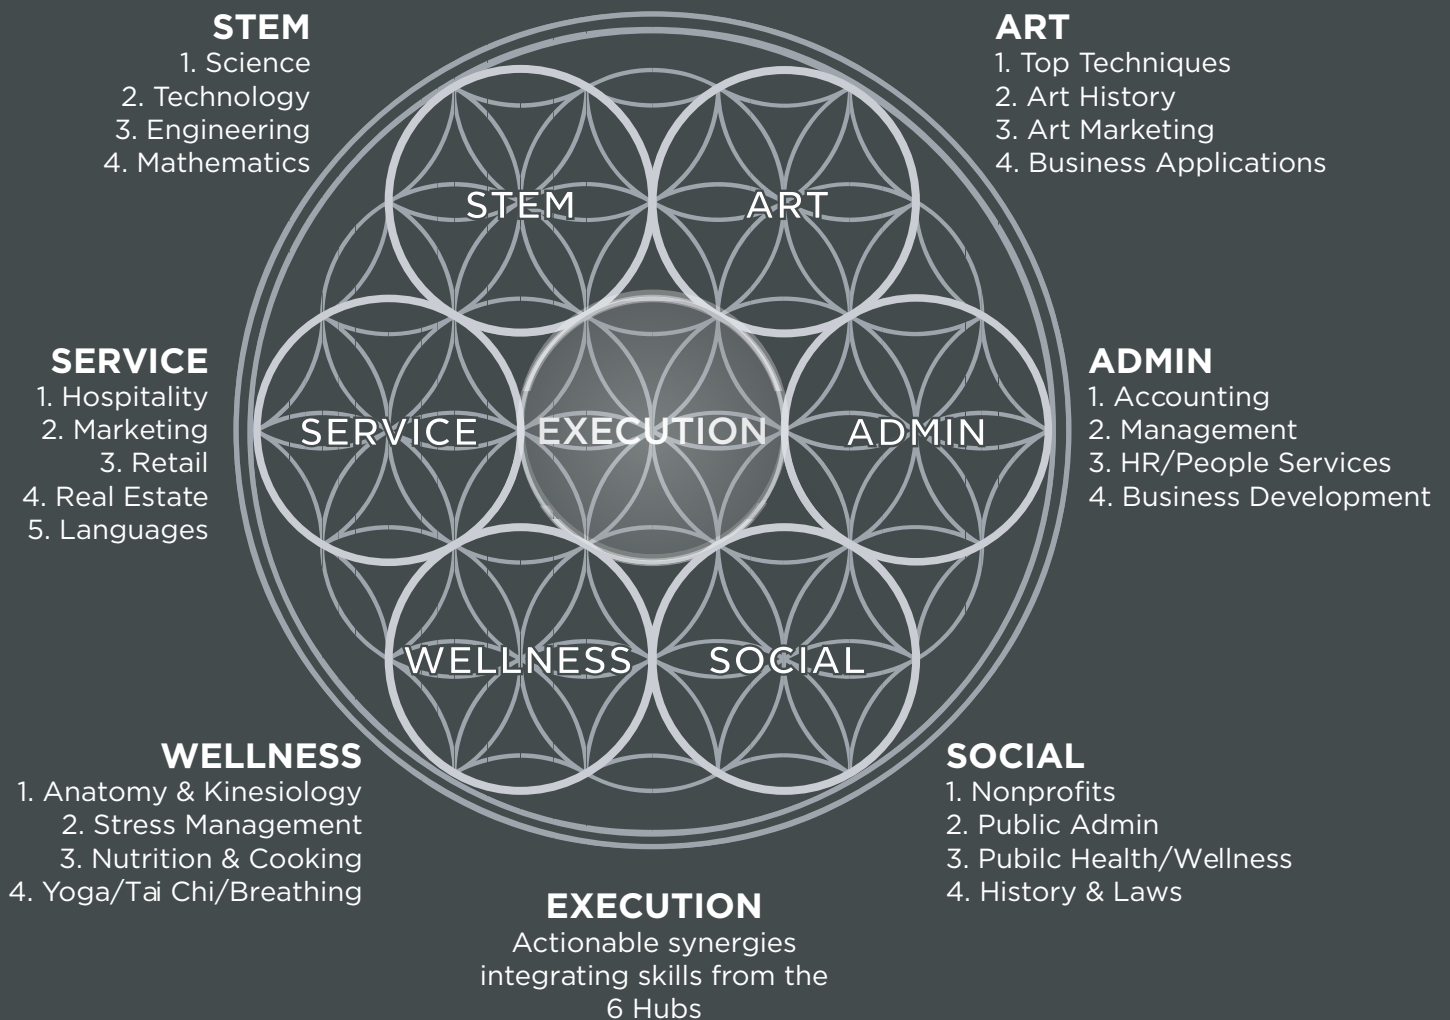 STEM
1. Science
2. Technology
3. Engineering
4. Mathematics
ART
1. Top Techniques
2. Art History
3. Art Marketing
4. Business Applications
STEM
ART
SERVICE
1. Hospitality
2. Marketing
3. Retail
4. Real Estate
5. Languages
SERVICE
EXECUTION
ADMIN
ADMIN
1. Accounting
2. Management
3. HR/People Services
4. Business Development
WELLNESS
SOCIAL
WELLNESS
1. Anatomy & Kinesiology
2. Stress Management
3. Nutrition & Cooking
4. Yoga/Tai Chi/Breathing
SOCIAL
1. Nonprofits
2. Public Admin
3. Pubilc Health/Wellness
4. History & Laws
EXECUTION
Actionable synergies
integrating skills from the
6 Hubs